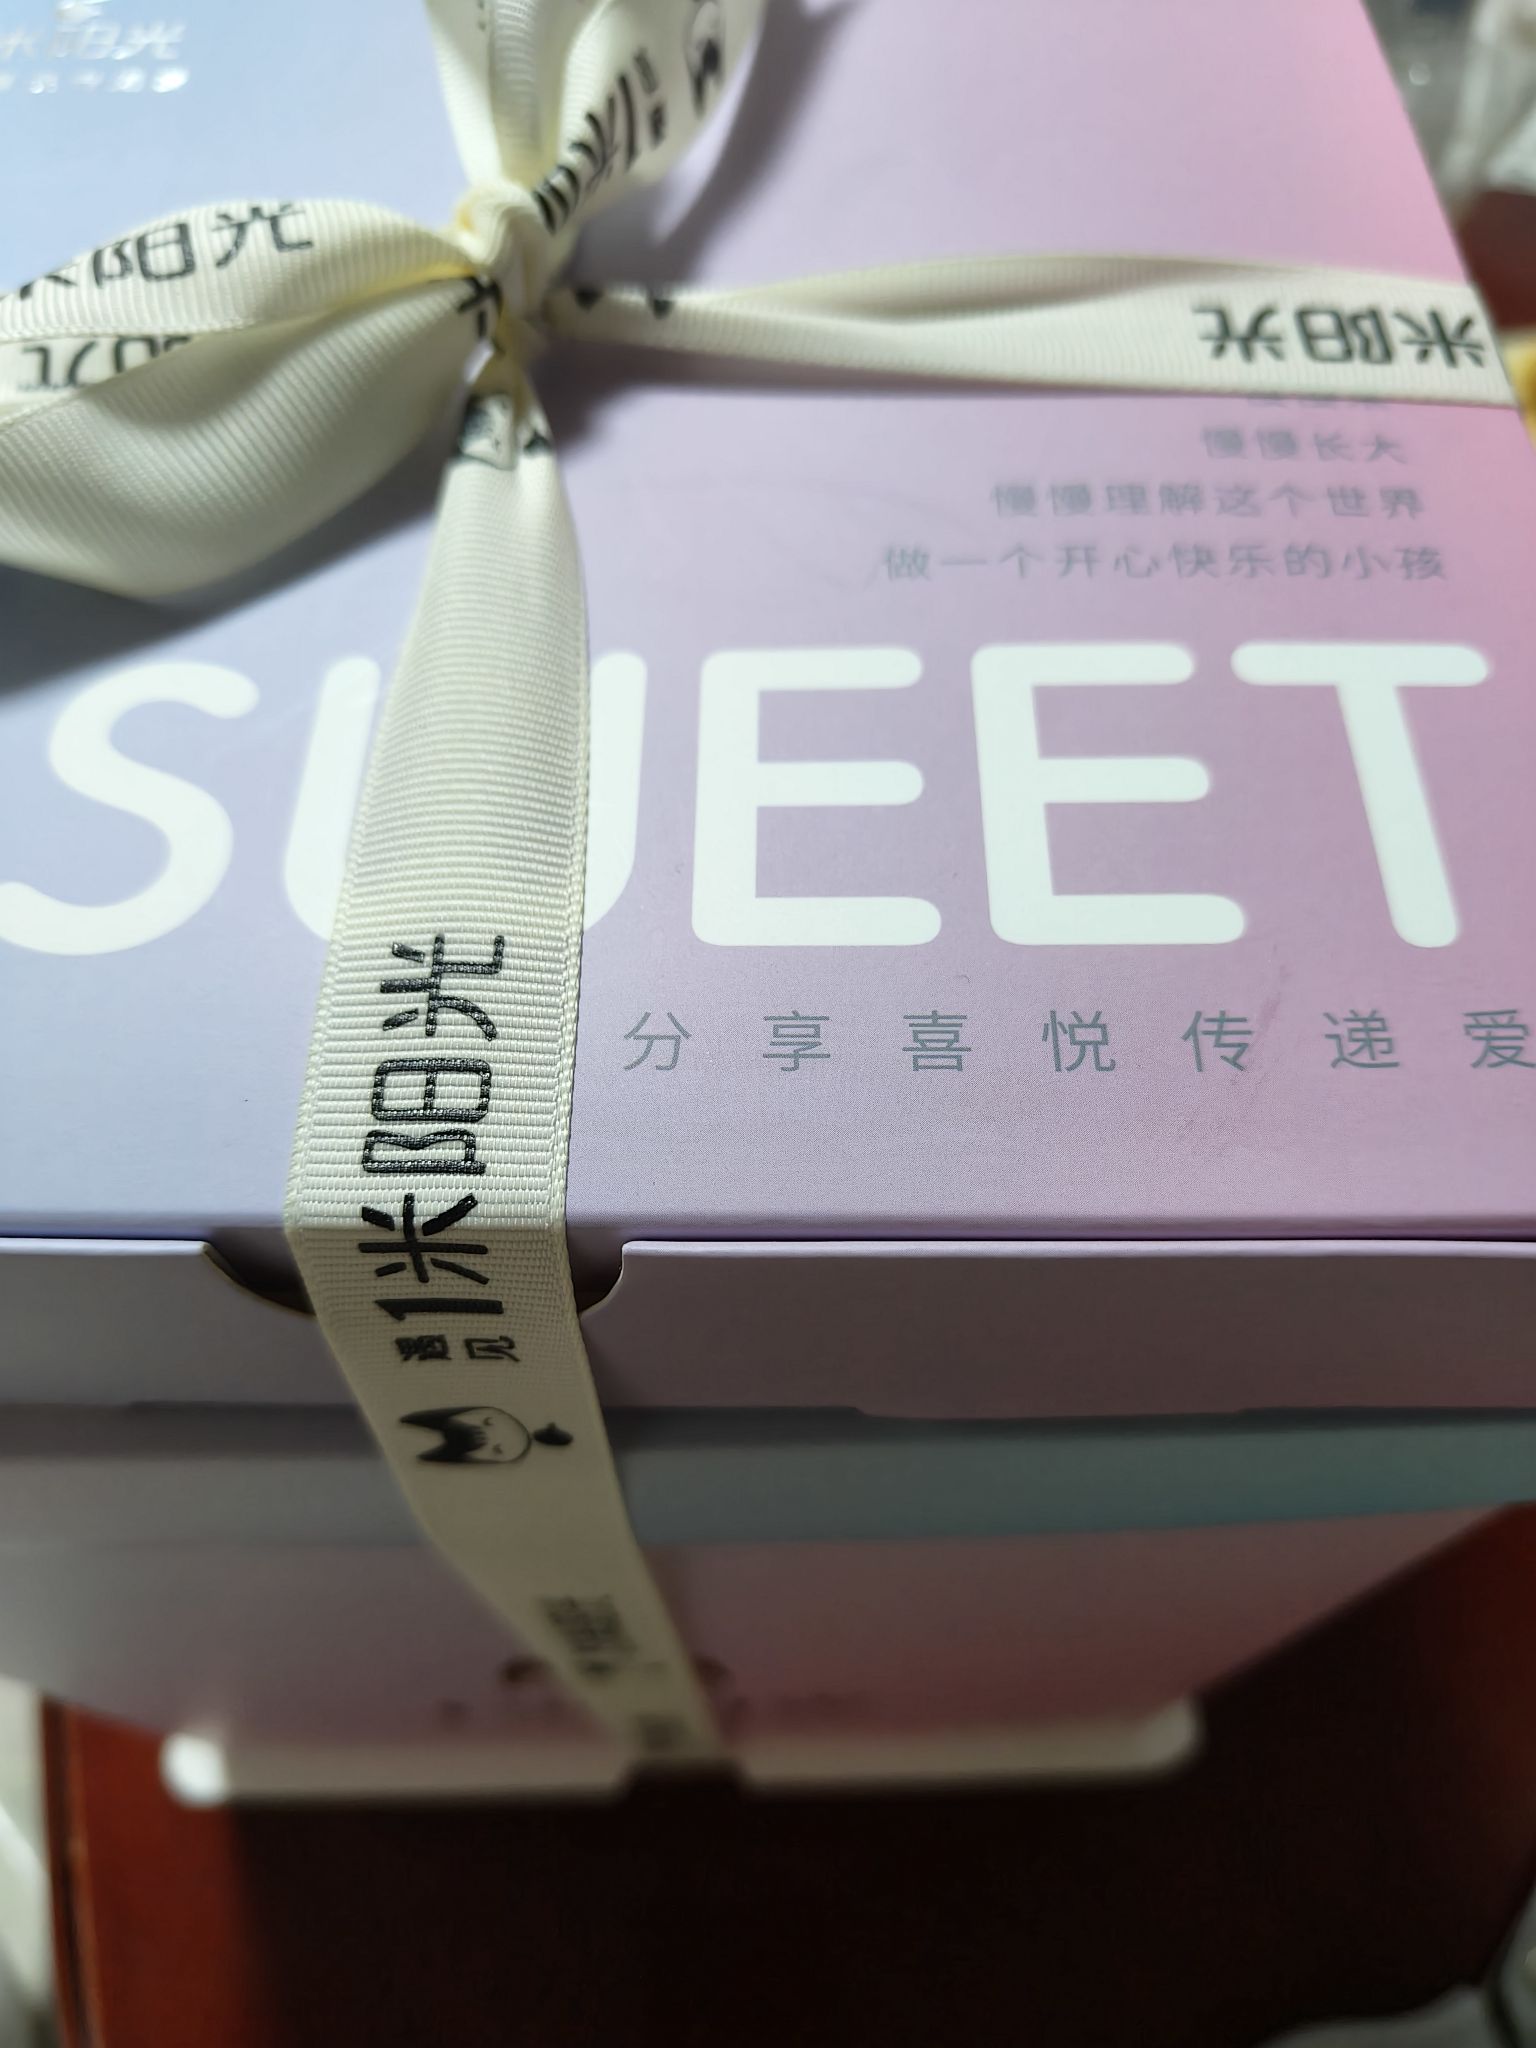 米阳光
米阳光
慢慢长大
慢慢理解这个世界
做一个开心快乐的小孩
SWEET
分享喜悦传递爱
遇见1米阳光